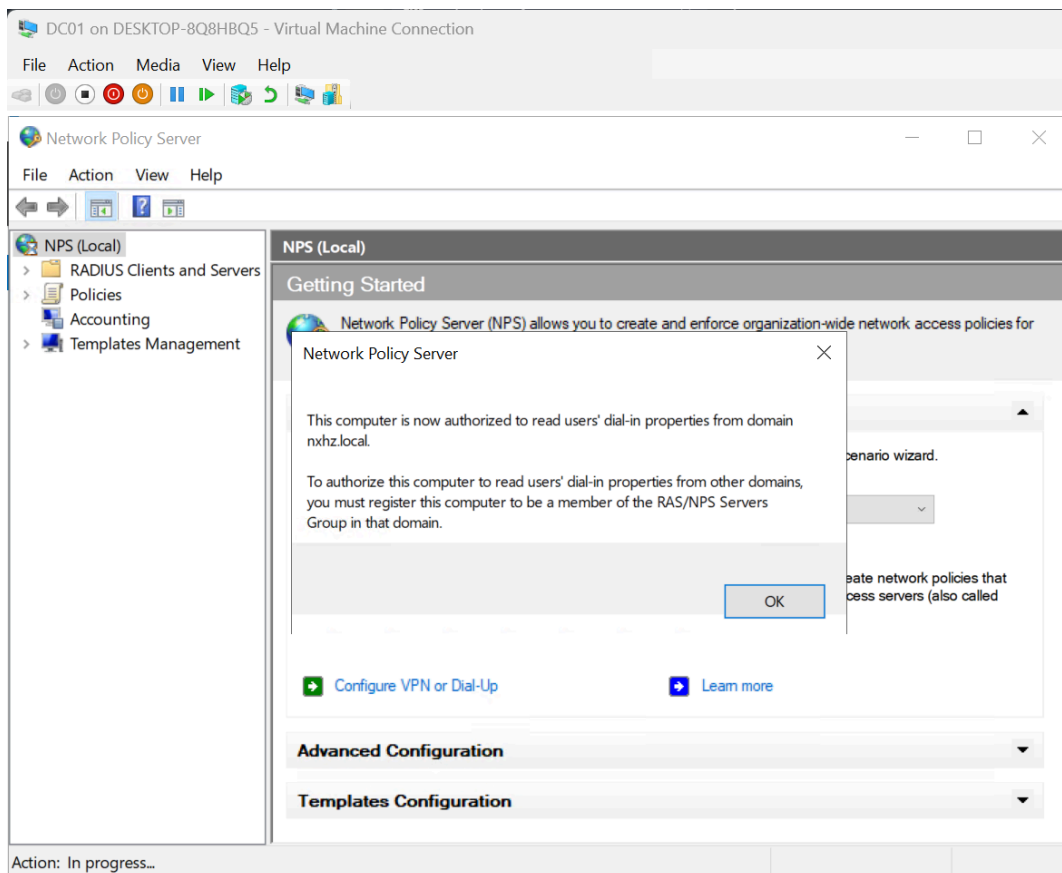 DC01 on DESKTOP-8Q8HBQ5 - Virtual Machine Connection
File Action Media View Help
Network Policy Server
File Action View Help
NPS (Local)
RADIUS Clients and Servers
Policies
Accounting
Templates Management
NPS (Local)
Getting Started
Network Policy Server (NPS) allows you to create and enforce organization-wide network access policies for
Network Policy Server
This computer is now authorized to read users' dial-in properties from domain
nxhz.local.
To authorize this computer to read users' dial-in properties from other domains,
you must register this computer to be a member of the RAS/NPS Servers
Group in that domain.
OK
wizard.
network policies that
servers (also called
Configure VPN or Dial-Up
Learn more
Advanced Configuration
Templates Configuration
Action: In progress...